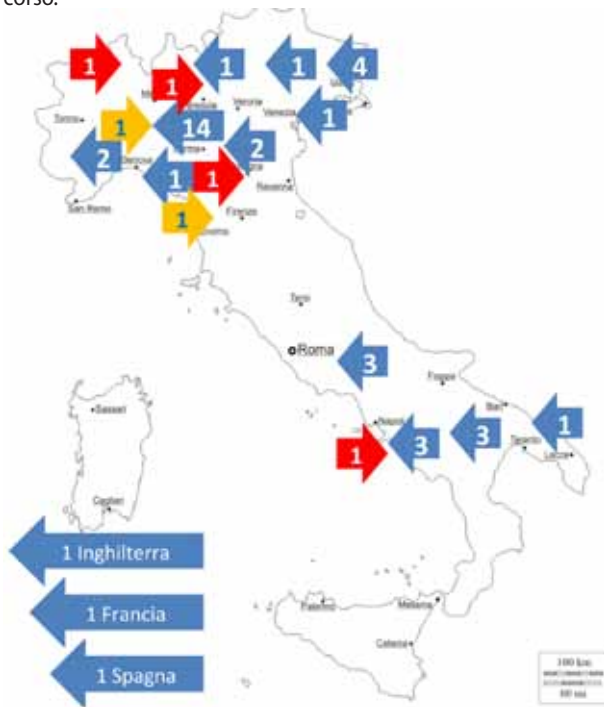 corso.
1
1
1
1
4
Verona
Venezia
1
Torino
1
14
2
2
Genova
1
1
Ravenna
San Remo
1
Firenze
Terni
Roma
3
Foggia
Sassari
Bari
1
Napoli
3
3
Taranto
Lecce
1
Cagliari
1 Inghilterra
1 Francia
Palermo
Messina
Catania
1 Spagna
100 km